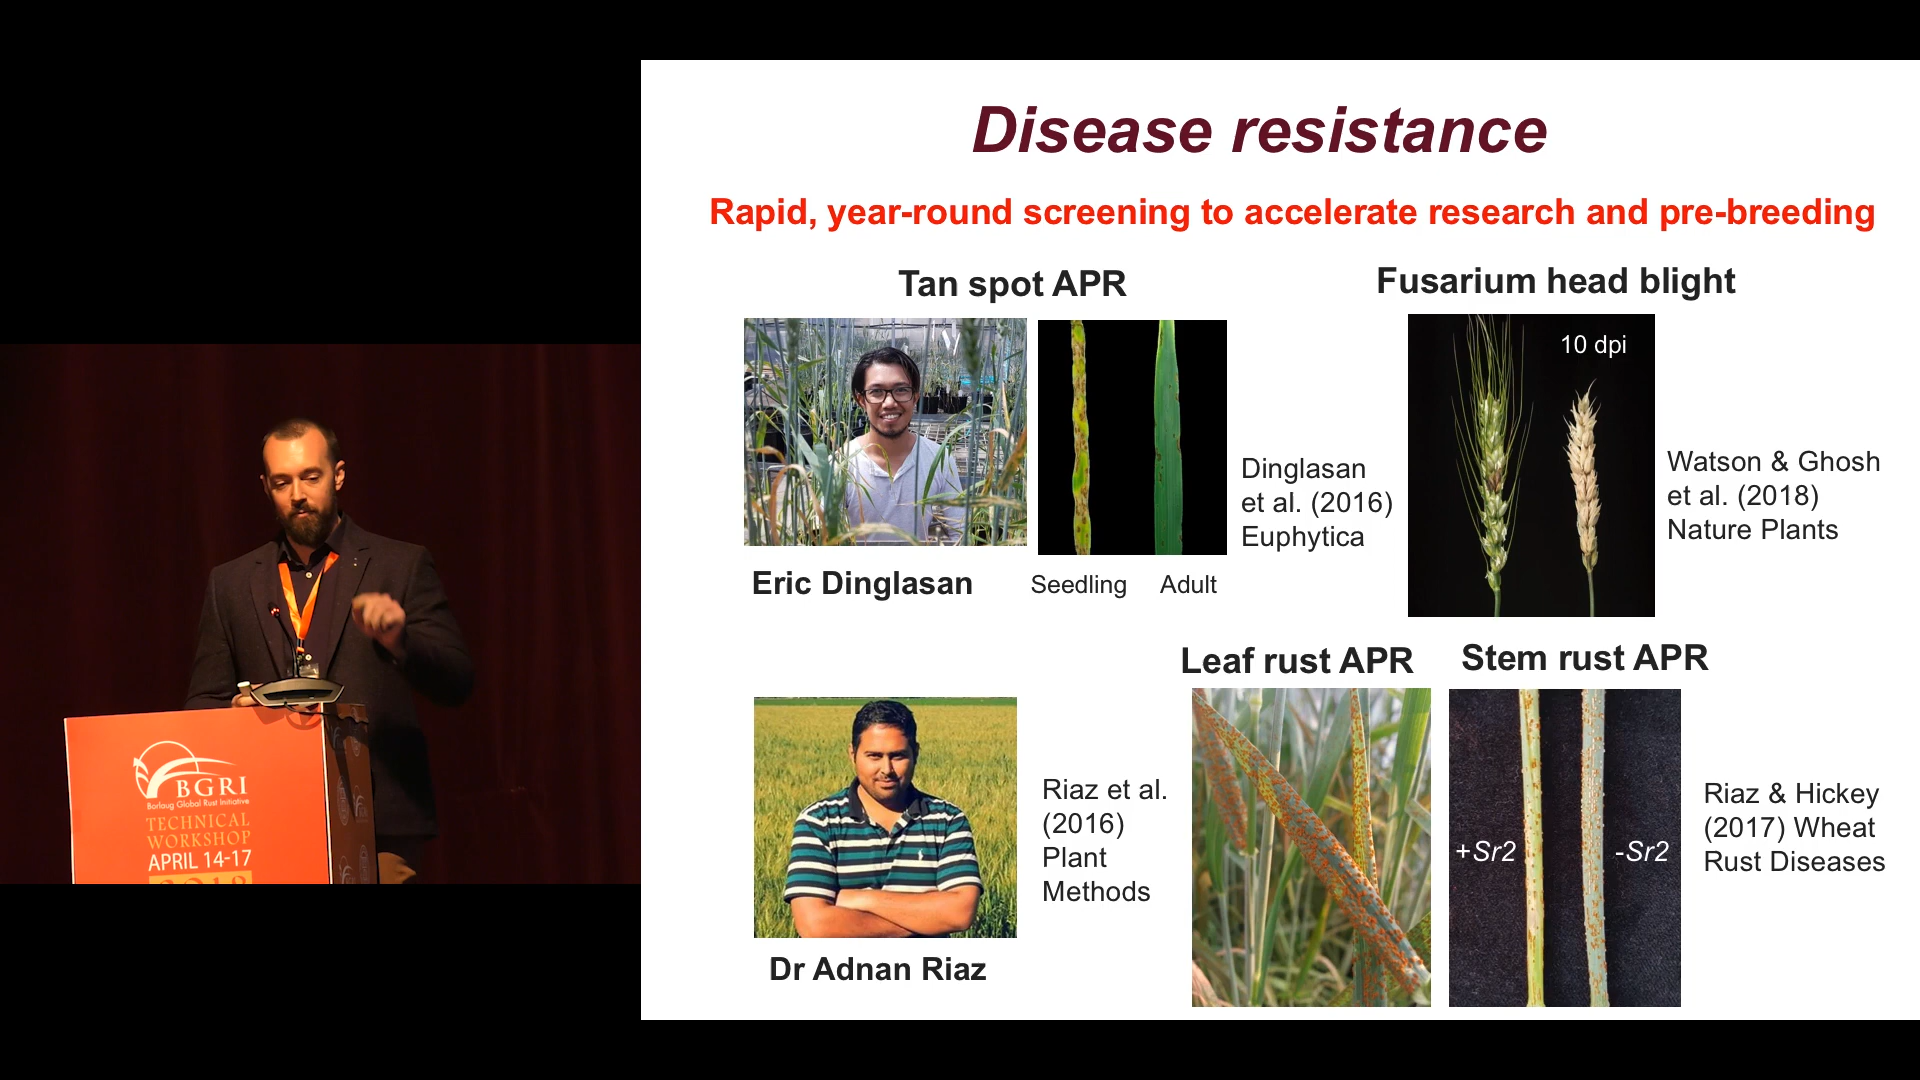 Disease resistance
Rapid, year-round screening to accelerate research and pre-breeding
Tan spot APR
Fusarium head blight
10 dpi
Dinglasan
et al. (2016)
Euphytica
Watson & Ghosh
et al. (2018)
Nature Plants
Eric Dinglasan
Seedling
Adult
Leaf rust APR
Stem rust APR
Riaz et al.
(2016)
Plant
Methods
+Sr2
-Sr2
Riaz & Hickey
(2017) Wheat
Rust Diseases
Dr Adnan Riaz
BGRI
Borlaug Global Rust Initiative
TECHNICAL
WORKSHOP
APRIL 14-17
2018